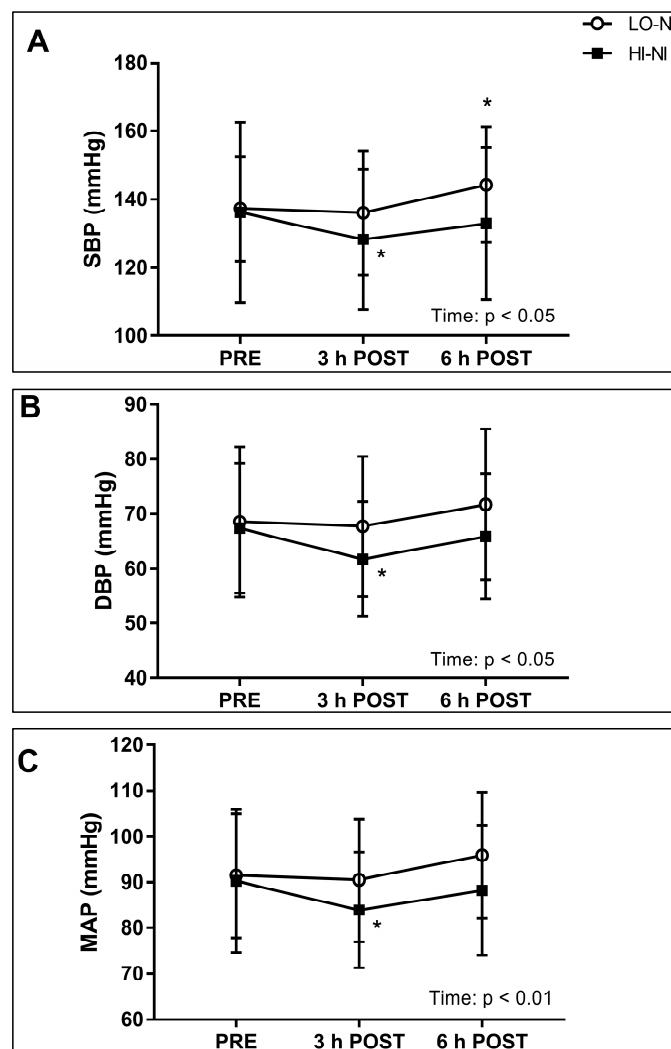 A
LO-N
HI-NI
180
160
140
120
100
SBP (mmHg)
*
*
Time: p < 0.05
PRE 3 h POST 6 h POST
B
90
80
70
60
50
40
DBP (mmHg)
*
Time: p < 0.05
PRE 3 h POST 6 h POST
C
120
110
100
90
80
70
60
MAP (mmHg)
*
Time: p < 0.01
PRE 3 h POST 6 h POST